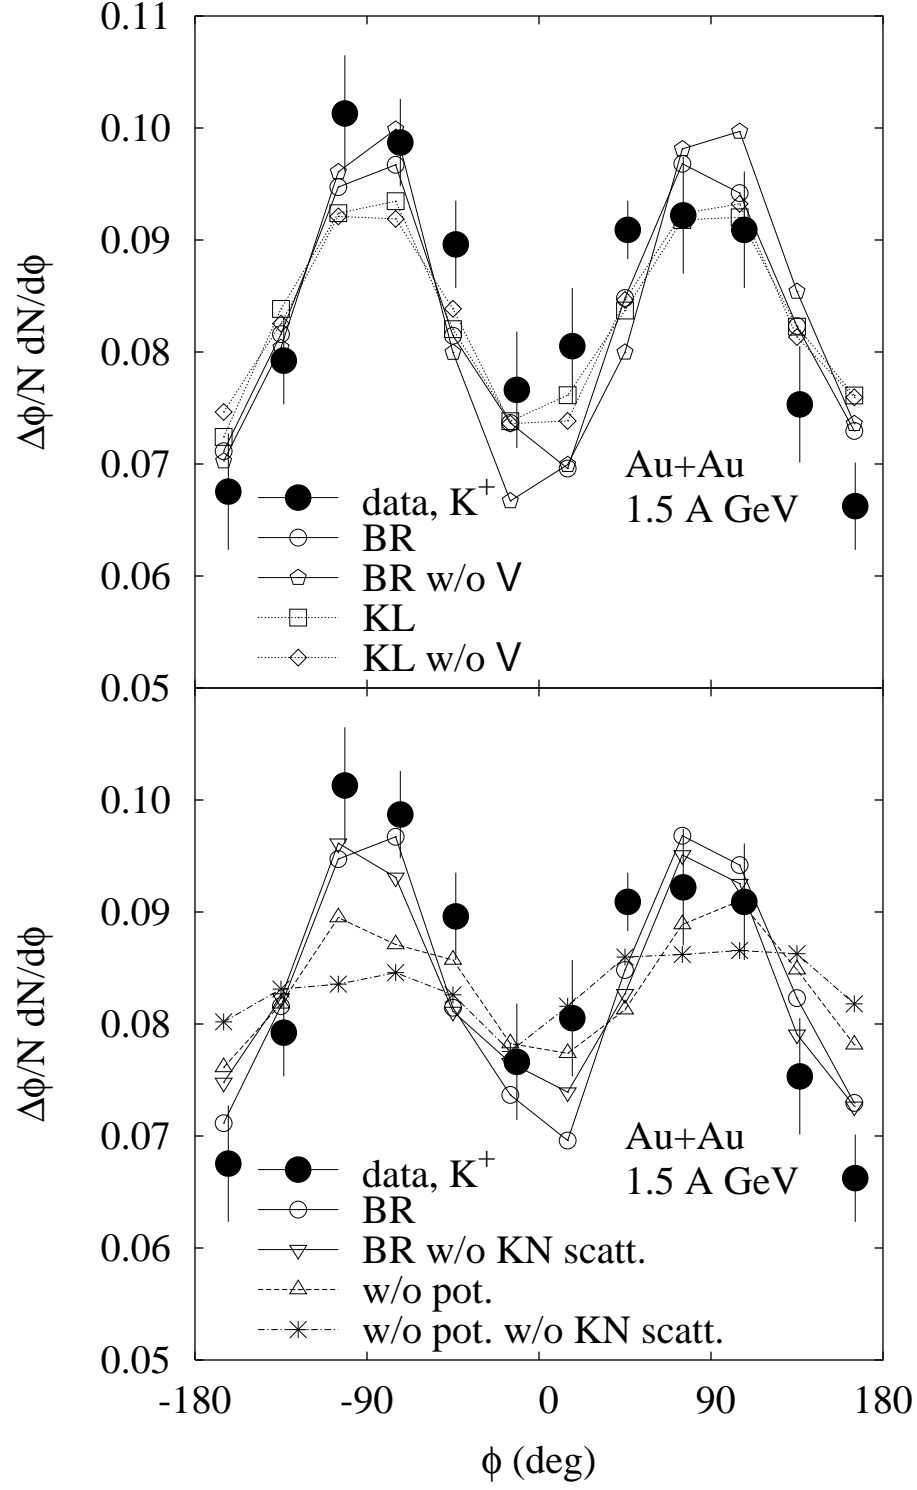 0.11
0.10
0.09
0.08
0.07
0.06
0.05
Δϕ/N dN/dϕ
Au+Au
1.5 A GeV
data, K⁺
BR
BR w/o V
KL
KL w/o V
0.10
0.09
0.08
0.07
0.06
0.05
Δϕ/N dN/dϕ
Au+Au
1.5 A GeV
data, K⁺
BR
BR w/o KN scatt.
w/o pot.
w/o pot. w/o KN scatt.
-180 -90 0 90 180
ϕ (deg)